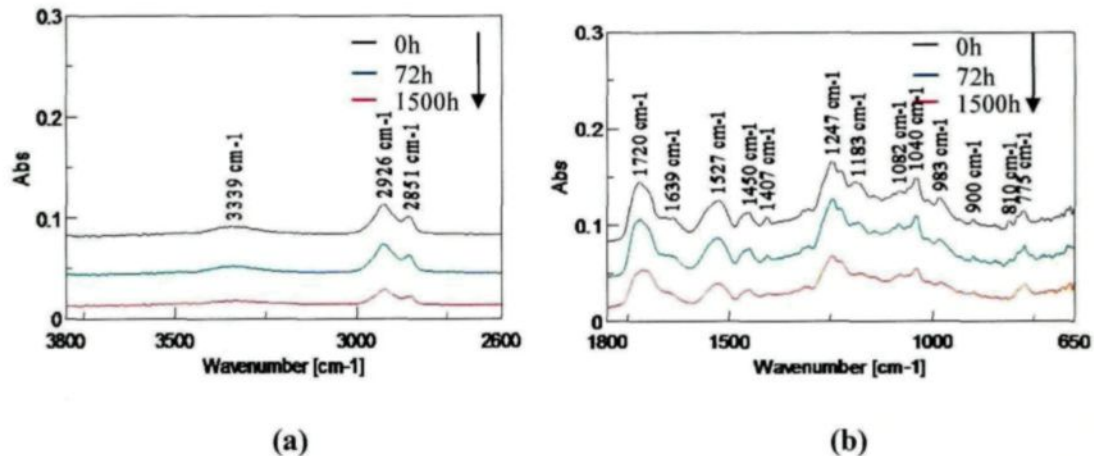 0.3
0.2
0.1
0
Abs
0h
72h
1500h
3339 cm-1
2926 cm-1
2851 cm-1
3800
3500
3000
2600
Wavenumber [cm-1]
(a)
0.3
0.2
0.1
0
Abs
0h
72h
1500h
1720 cm-1
1639 cm-1
1527 cm-1
1450 cm-1
1407 cm-1
1247 cm-1
1183 cm-1
1082 cm-1
1040 cm-1
983 cm-1
900 cm-1
810 cm-1
775 cm-1
1800
1500
1000
650
Wavenumber [cm-1]
(b)